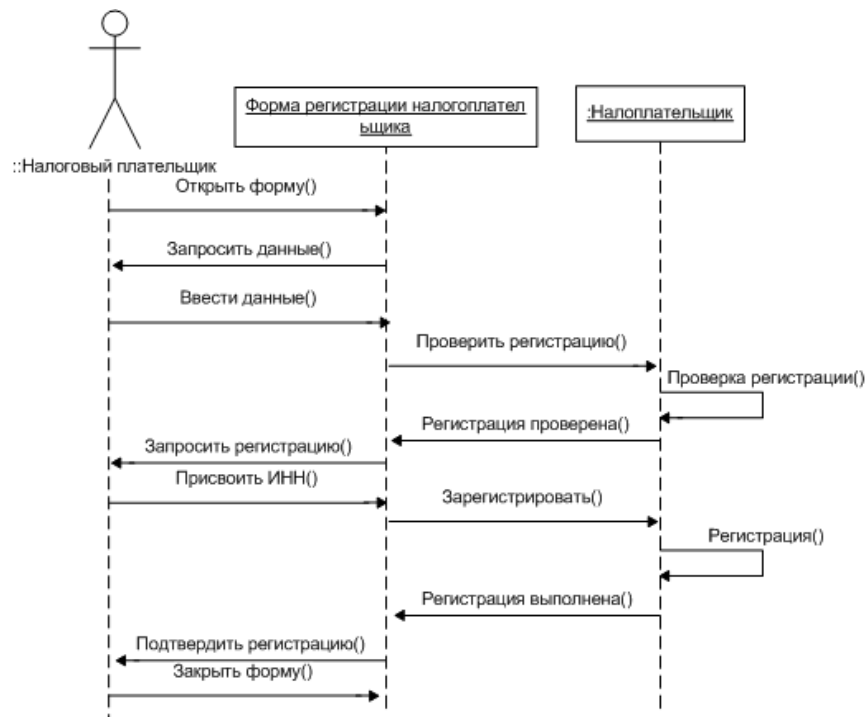 Форма регистрации налогоплател
ьщика
:Налоплательщик
::Налоговый плательщик
Открыть форму()
Запросить данные()
Ввести данные()
Проверить регистрацию()
Проверка регистрации()
Регистрация проверена()
Запросить регистрацию()
Присвоить ИНН()
Зарегистрировать()
Регистрация()
Регистрация выполнена()
Подтвердить регистрацию()
Закрыть форму()